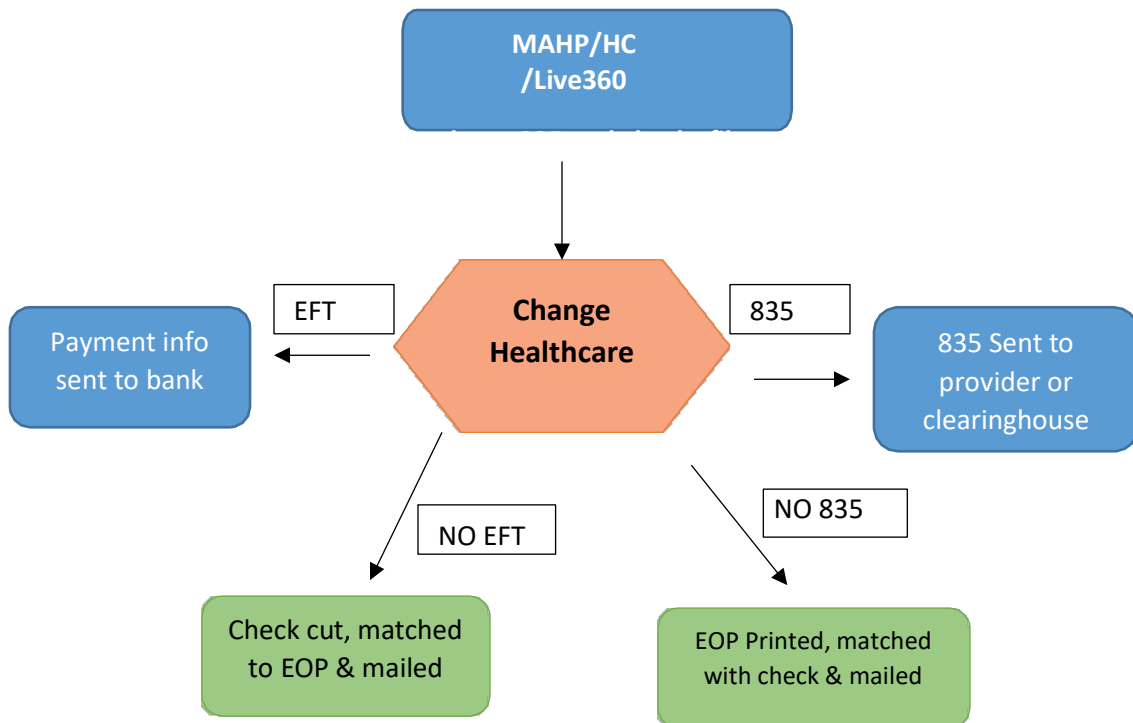 MAHP/HC
/Live360
Change
Healthcare
EFT
835
Payment info
sent to bank
835 Sent to
provider or
clearinghouse
NO EFT
NO 835
Check cut, matched
to EOP & mailed
EOP Printed, matched
with check & mailed